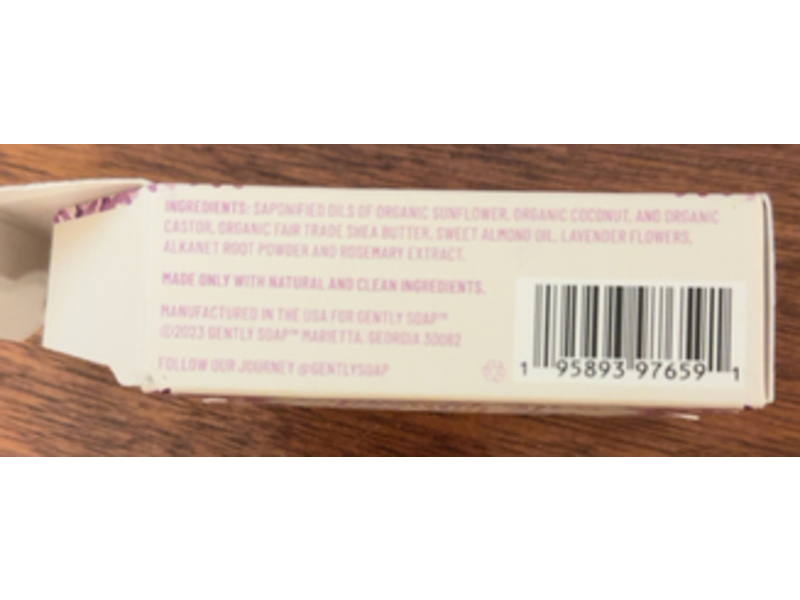 INGREDIENTS: SAPONIFIED OILS OF ORGANIC SUNFLOWER, ORGANIC COCONUT, AND ORGANIC
CASTOR, ORGANIC FAIR TRADE SHEA BUTTER, SWEET ALMOND OIL, LAVENDER FLOWERS,
ALKANET ROOT POWDER AND ROSEMARY EXTRACT.
MADE ONLY WITH NATURAL AND CLEAN INGREDIENTS.
MANUFACTURED IN THE USA FOR GENTLY SOAP™
©2023 GENTLY SOAP™ MARIETTA, GEORGIA 30062
FOLLOW OUR JOURNEY @GENTLYSOAP
1 95893 97659 1